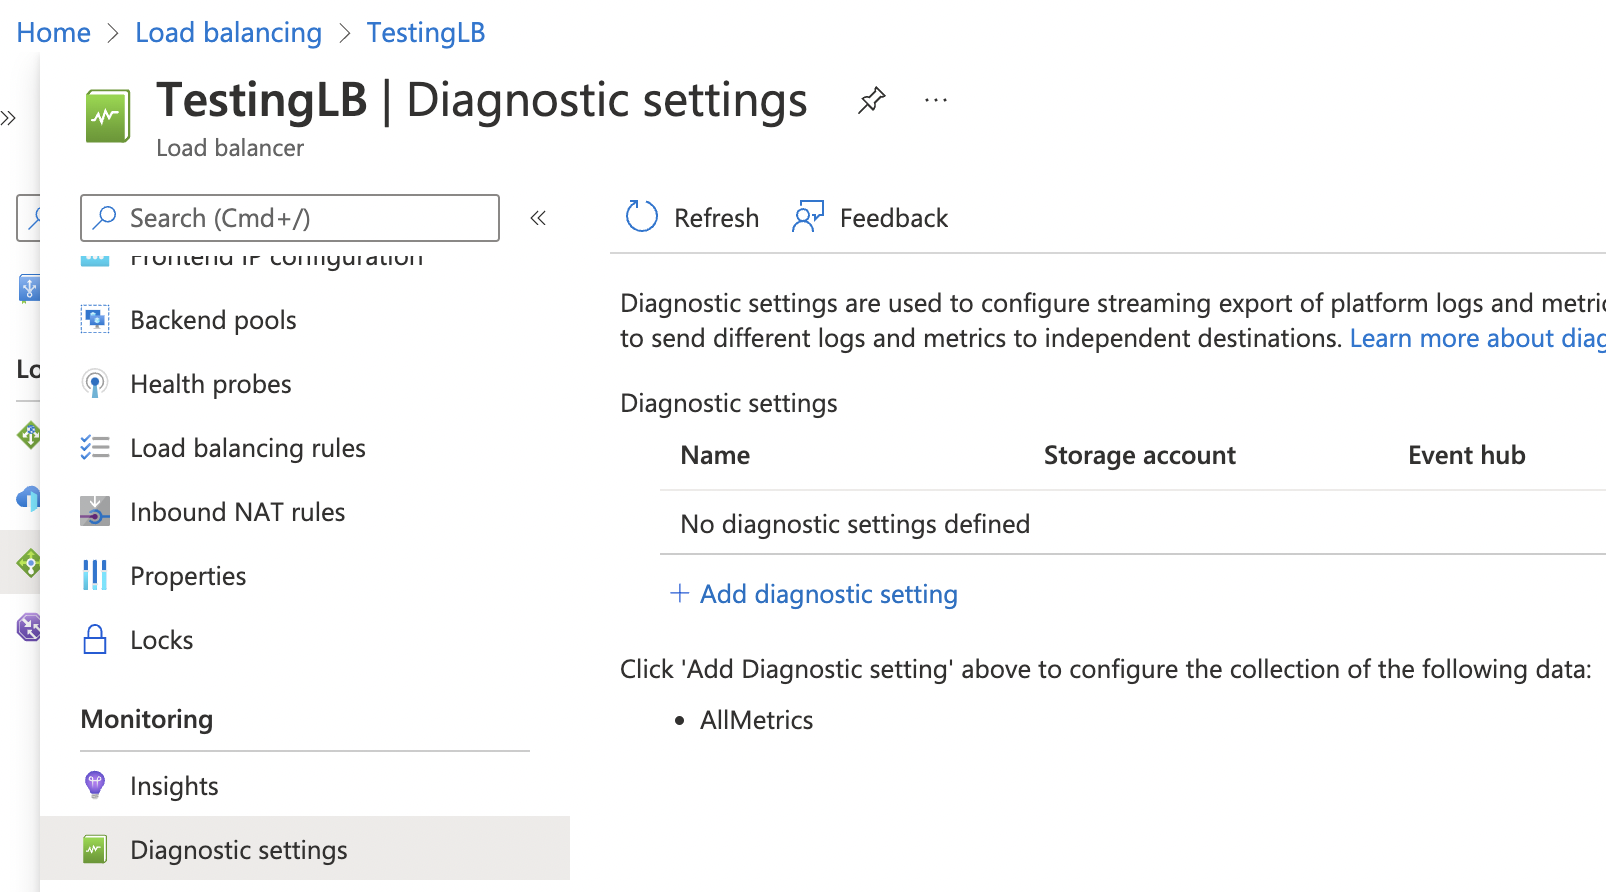 Home > Load balancing > TestingLB
TestingLB | Diagnostic settings ...
Load balancer
Search (Cmd+/)
Refresh Feedback
Frontend IP configuration
Backend pools
Health probes
Load balancing rules
Inbound NAT rules
Properties
Locks
Monitoring
Insights
Diagnostic settings
Lo
Diagnostic settings are used to configure streaming export of platform logs and metric
to send different logs and metrics to independent destinations. Learn more about diag
Diagnostic settings
Name Storage account Event hub
No diagnostic settings defined
+ Add diagnostic setting
Click 'Add Diagnostic setting' above to configure the collection of the following data:
• AllMetrics